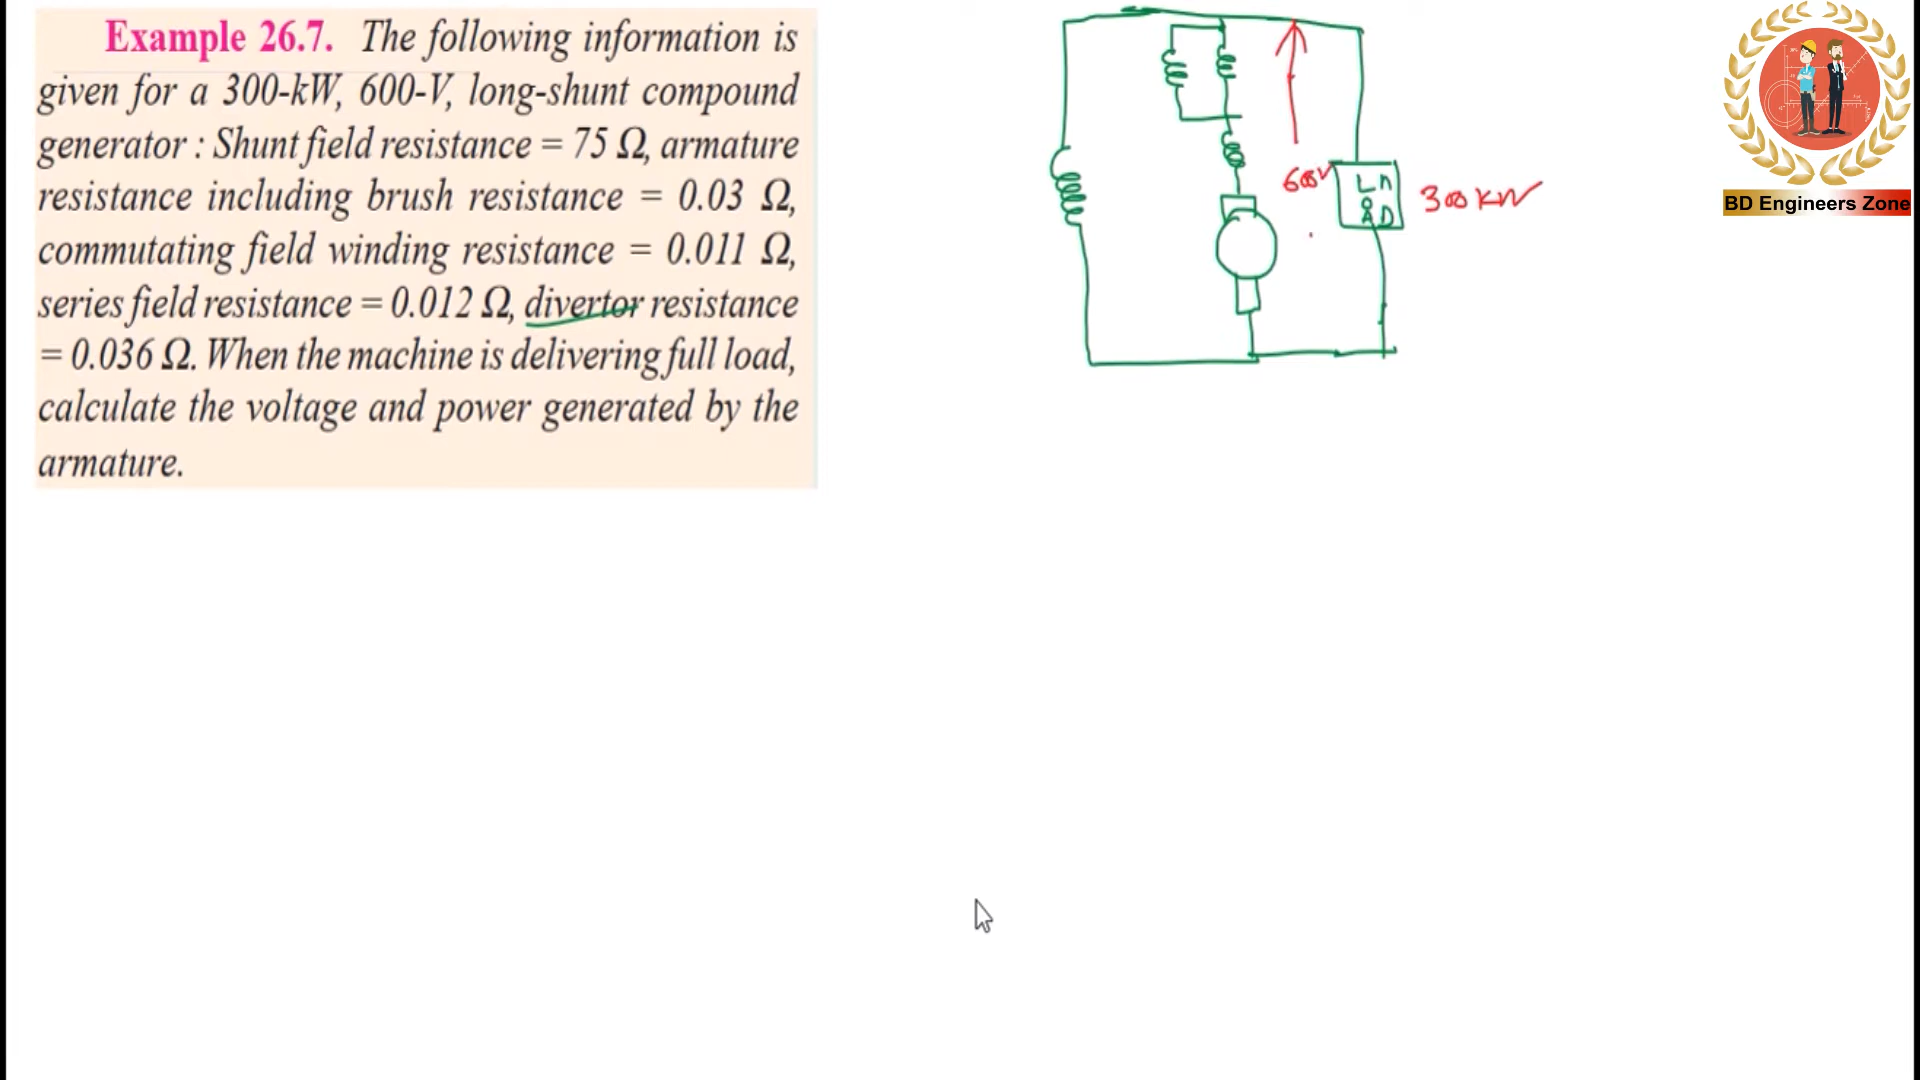 Example 26.7. The following information is
given for a 300-kW, 600-V, long-shunt compound
generator : Shunt field resistance = 75 Ω, armature
resistance including brush resistance = 0.03 Ω,
commutating field winding resistance = 0.011 Ω,
series field resistance = 0.012 Ω, divertor resistance
= 0.036 Ω. When the machine is delivering full load,
calculate the voltage and power generated by the
armature.
600V
LOAD
300 KW
BD Engineers Zone